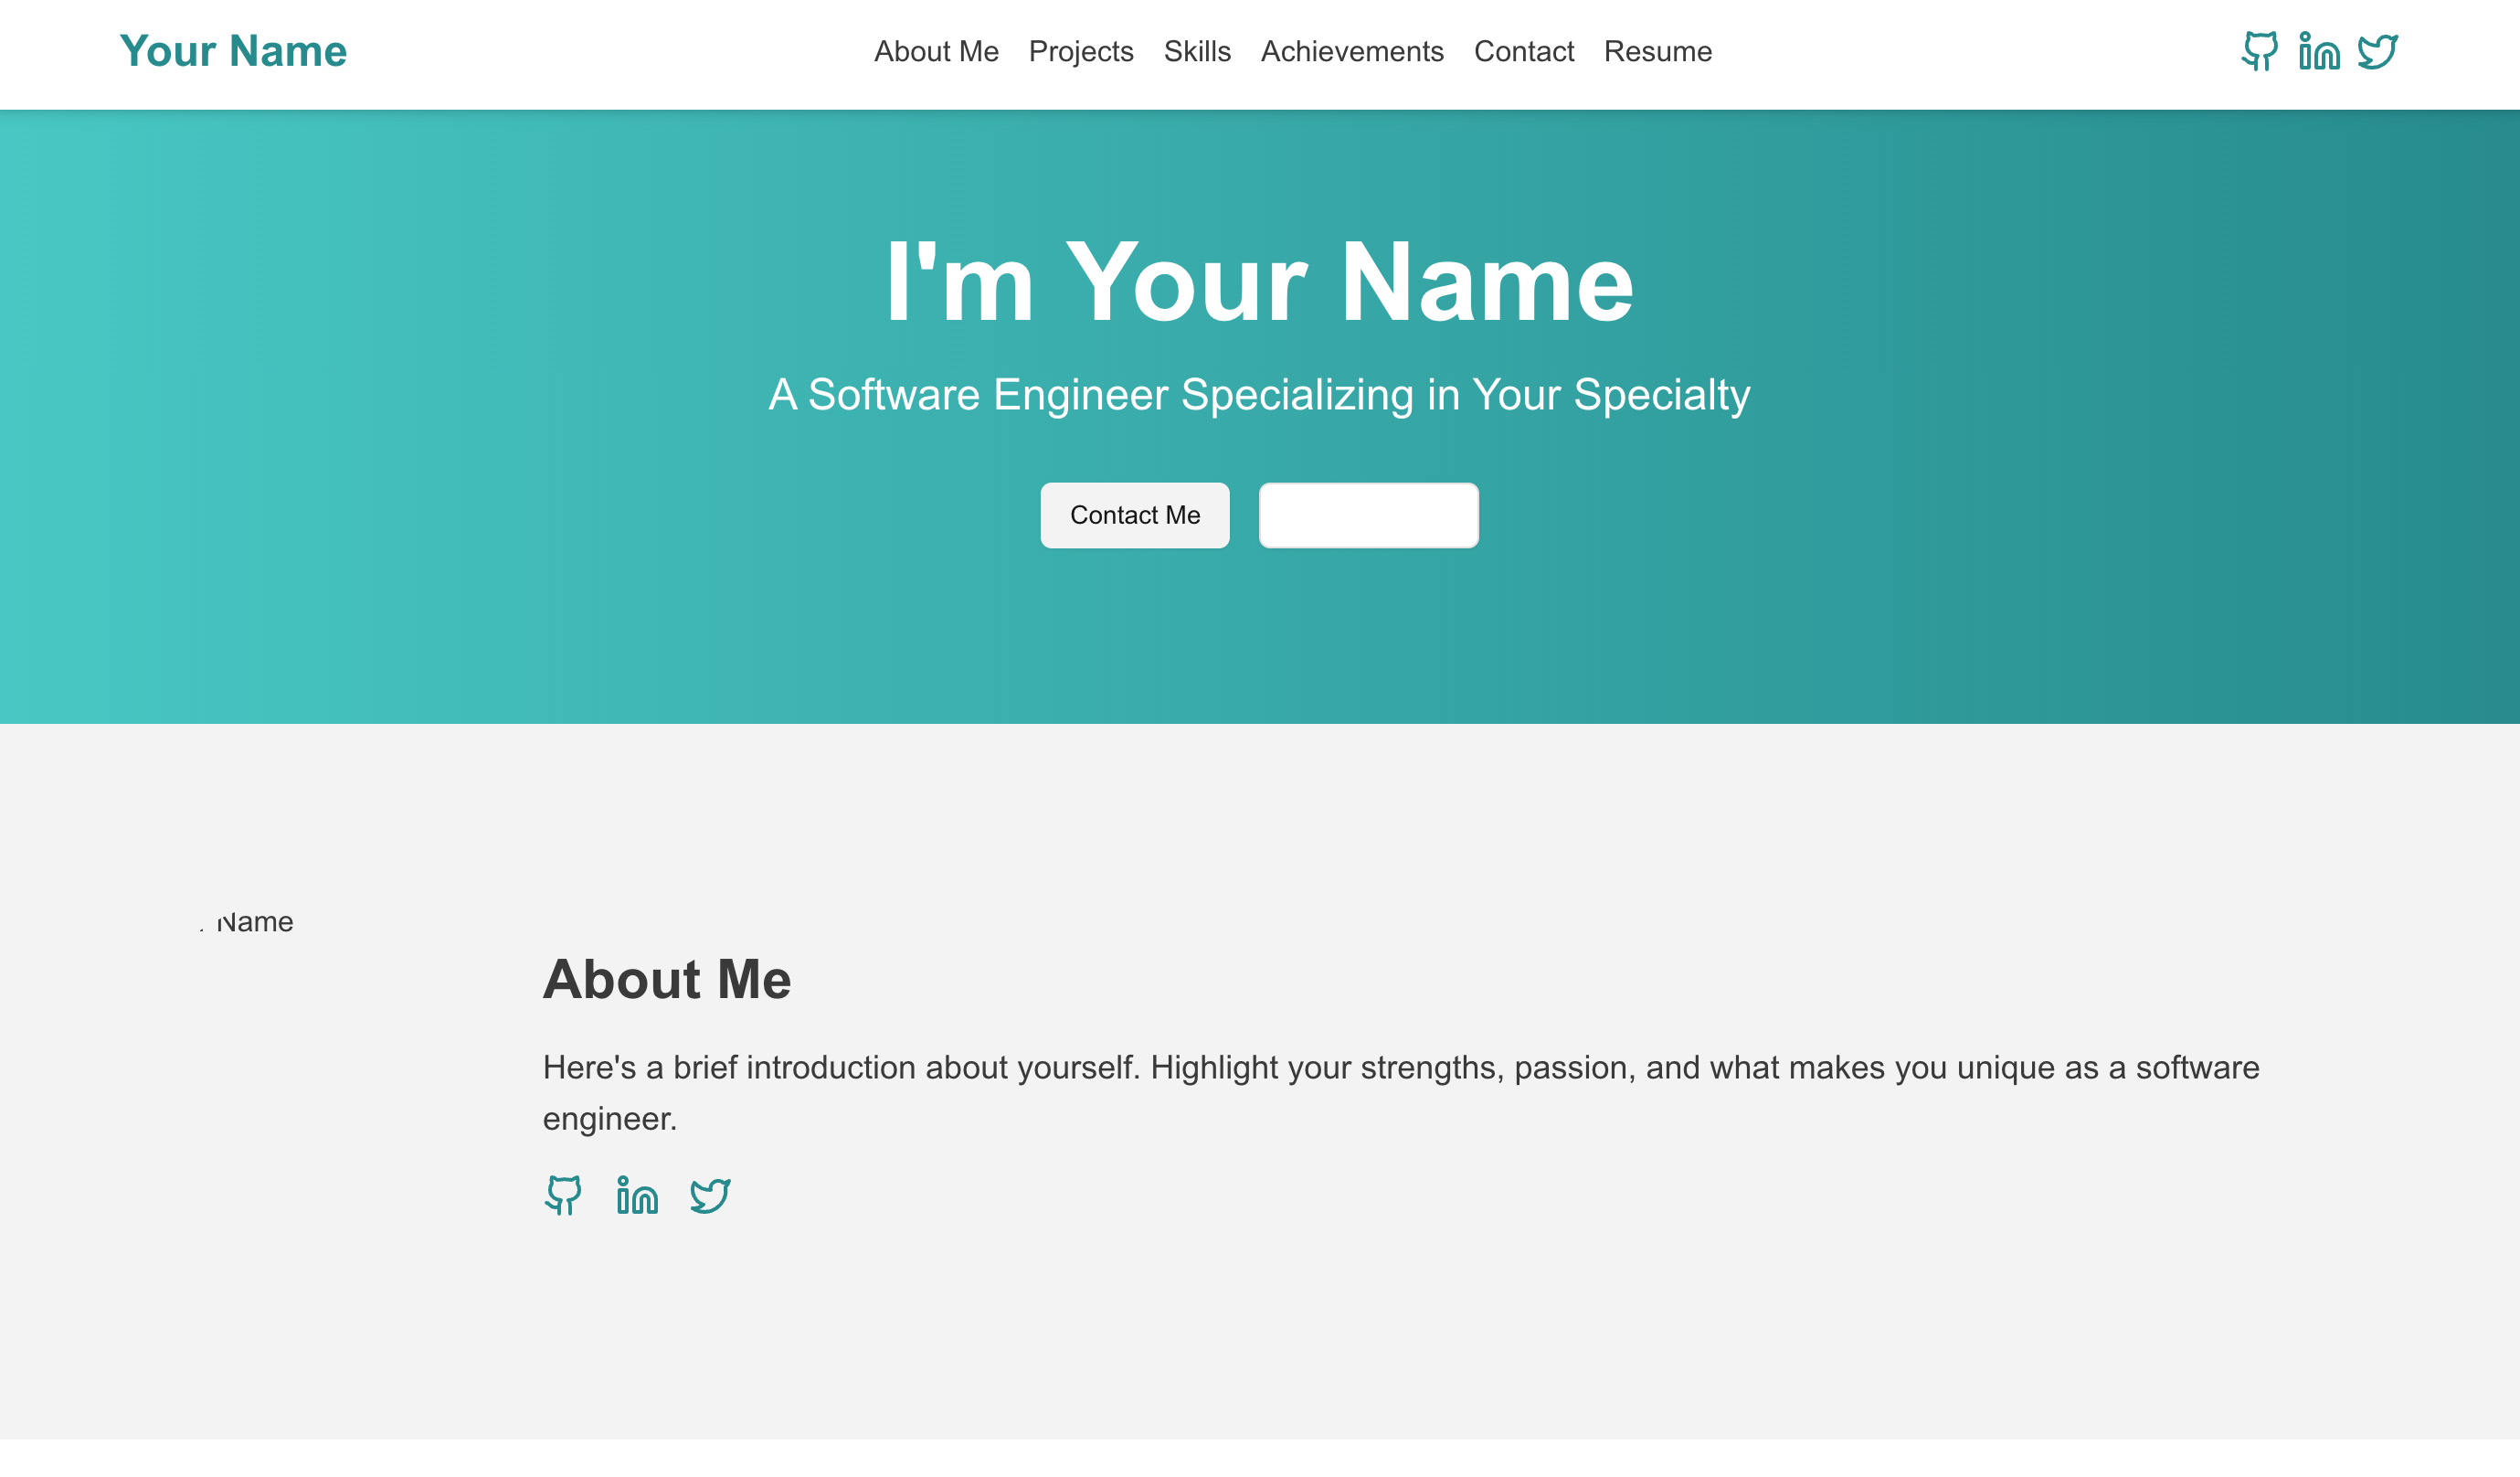 Your Name
About Me Projects Skills Achievements Contact Resume
I'm Your Name
A Software Engineer Specializing in Your Specialty
Contact Me
Name
About Me
Here's a brief introduction about yourself. Highlight your strengths, passion, and what makes you unique as a software
engineer.